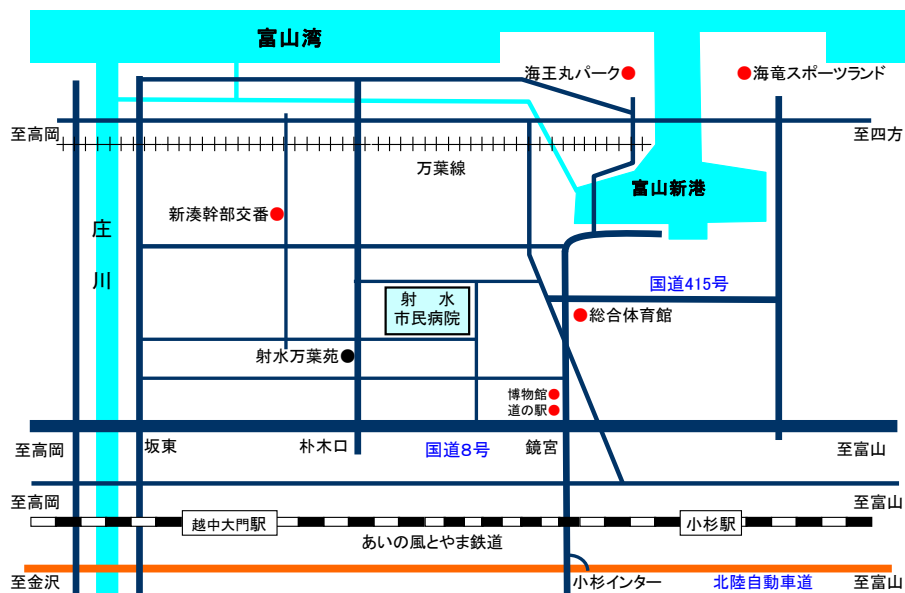 富山湾
海王丸パーク
海竜スポーツランド
至高岡
至四方
万葉線
富山新港
新湊幹部交番
庄
川
国道415号
射 水
市民病院
総合体育館
射水万葉苑
博物館
道の駅
至高岡
坂東
朴木口
国道8号
鏡宮
至富山
至高岡
至富山
越中大門駅
小杉駅
あいの風とやま鉄道
至金沢
小杉インター
北陸自動車道
至富山